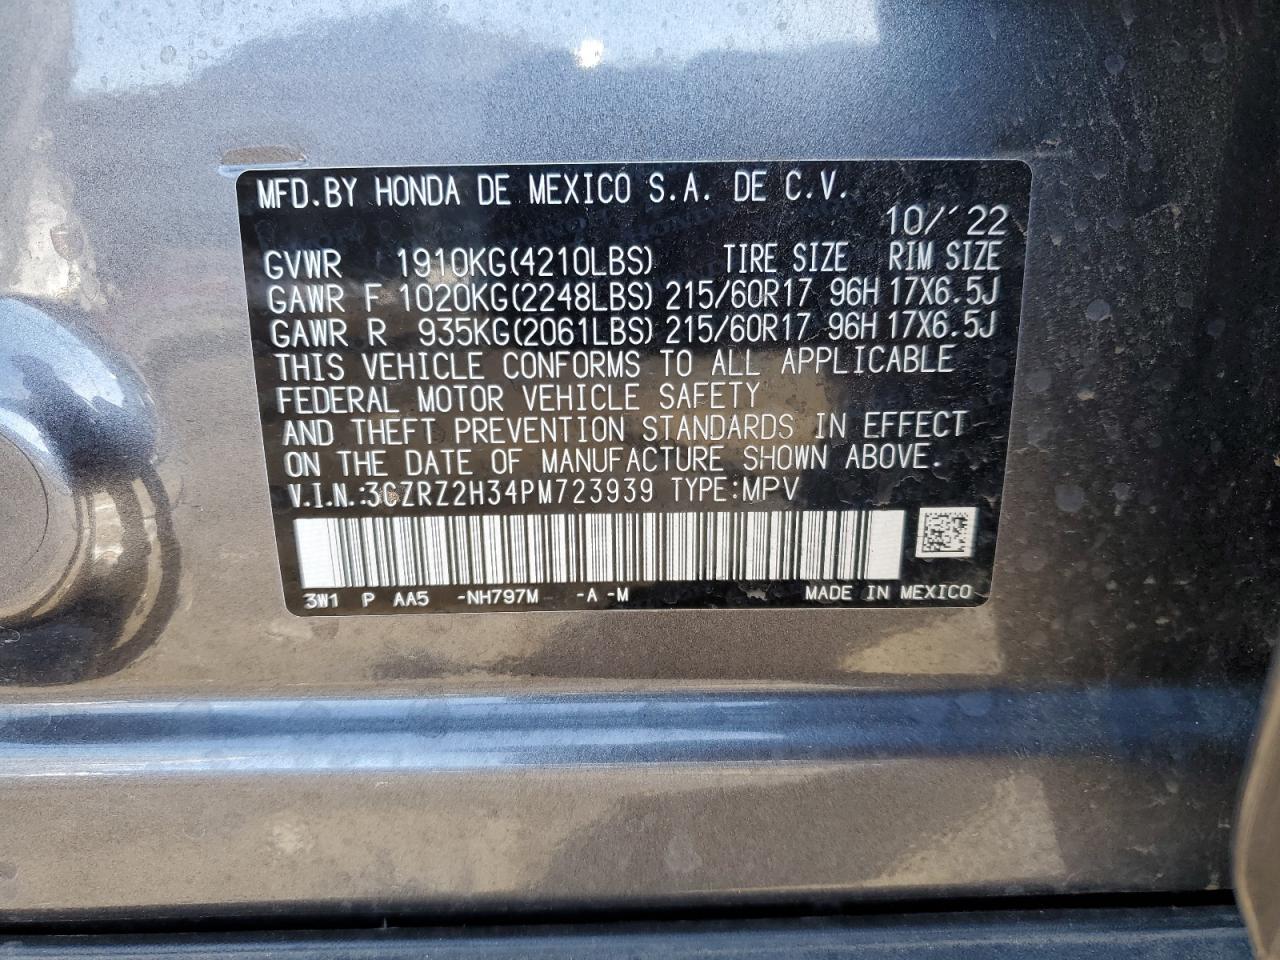 MFD.BY HONDA DE MEXICO S.A. DE C.V.
10/'22
GVWR 1910KG(4210LBS) TIRE SIZE RIM SIZE
GAWR F 1020KG(2248LBS) 215/60R17 96H 17X6.5J
GAWR R 935KG(2061LBS) 215/60R17 96H 17X6.5J
THIS VEHICLE CONFORMS TO ALL APPLICABLE
FEDERAL MOTOR VEHICLE SAFETY
AND THEFT PREVENTION STANDARDS IN EFFECT
ON THE DATE OF MANUFACTURE SHOWN ABOVE.
V.I.N.:3CZRZ2H34PM723939 TYPE:MPV
3W1 P AA5 -NH797M -A -M MADE IN MEXICO